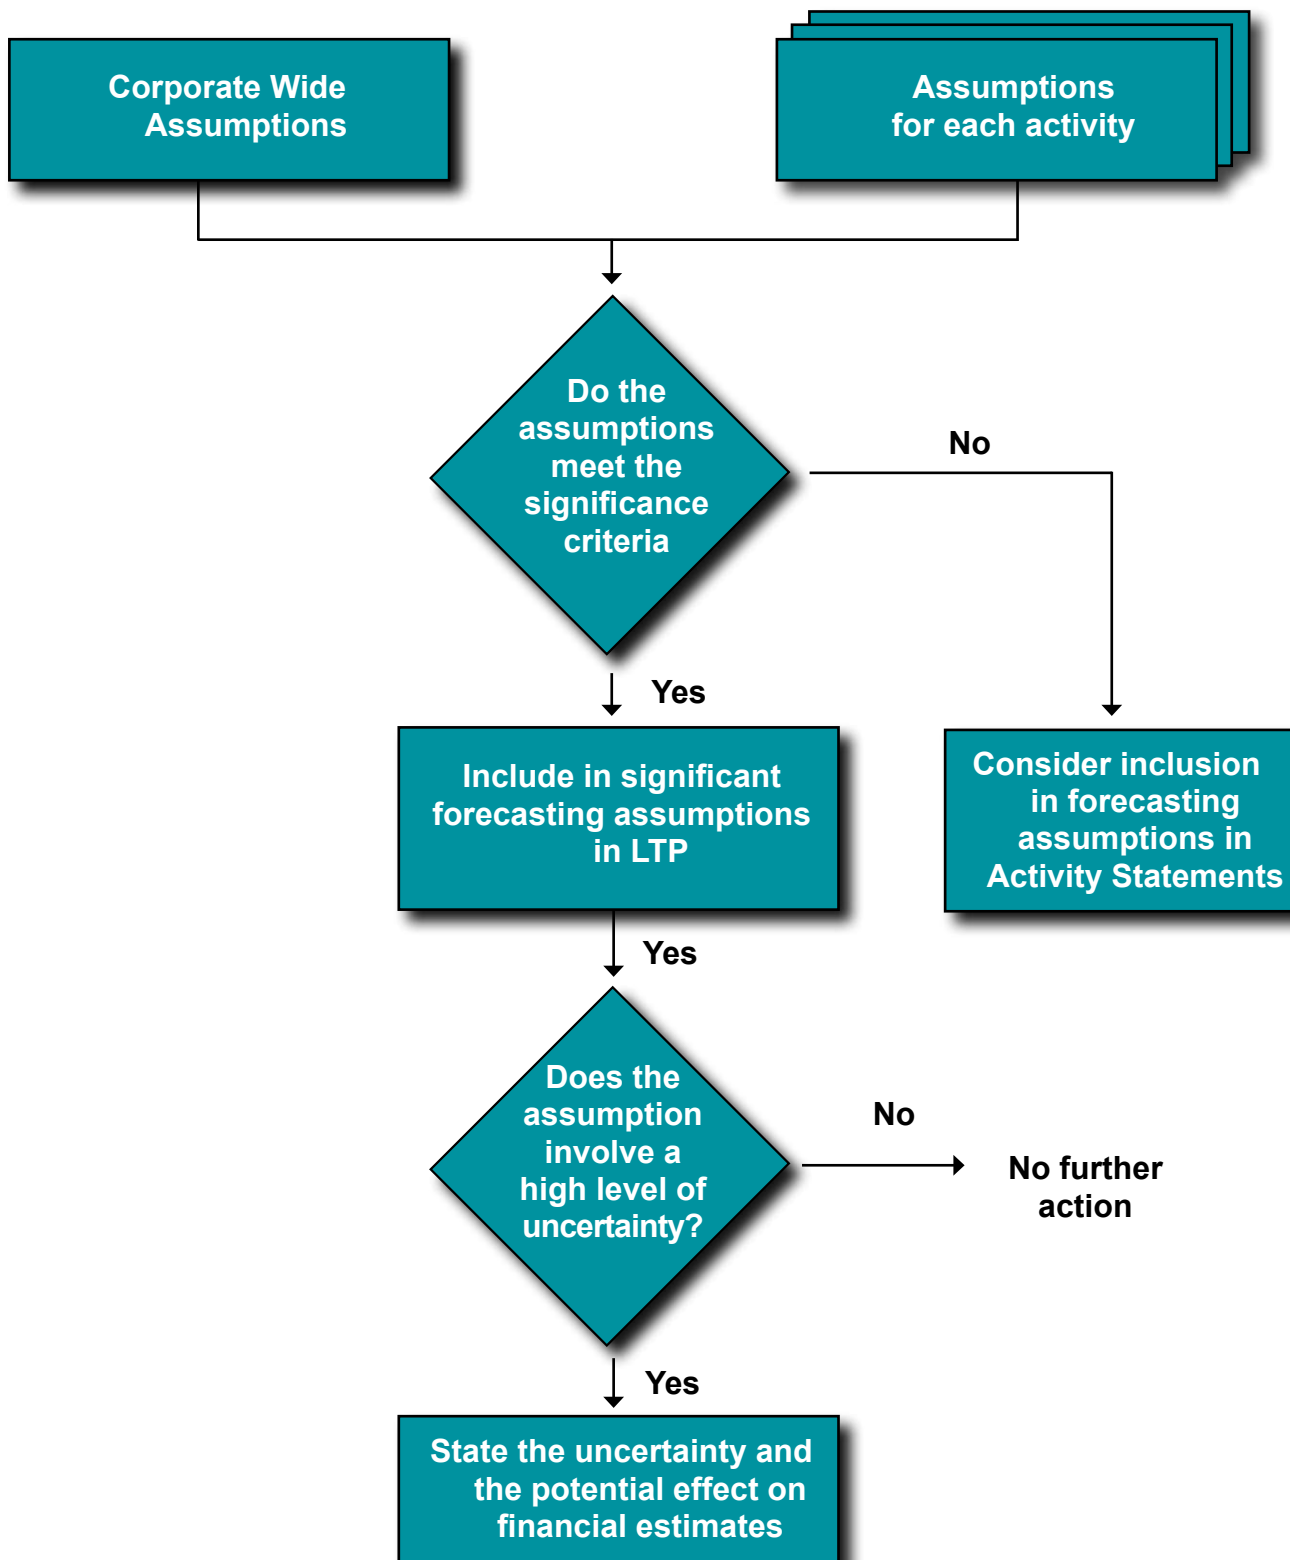 Corporate Wide
Assumptions
Assumptions
for each activity
Do the
assumptions
meet the
significance
criteria
No
Yes
Include in significant
forecasting assumptions
in LTP
Consider inclusion
in forecasting
assumptions in
Activity Statements
Yes
Does the
assumption
involve a
high level of
uncertainty?
No
No further
action
Yes
State the uncertainty and
the potential effect on
financial estimates